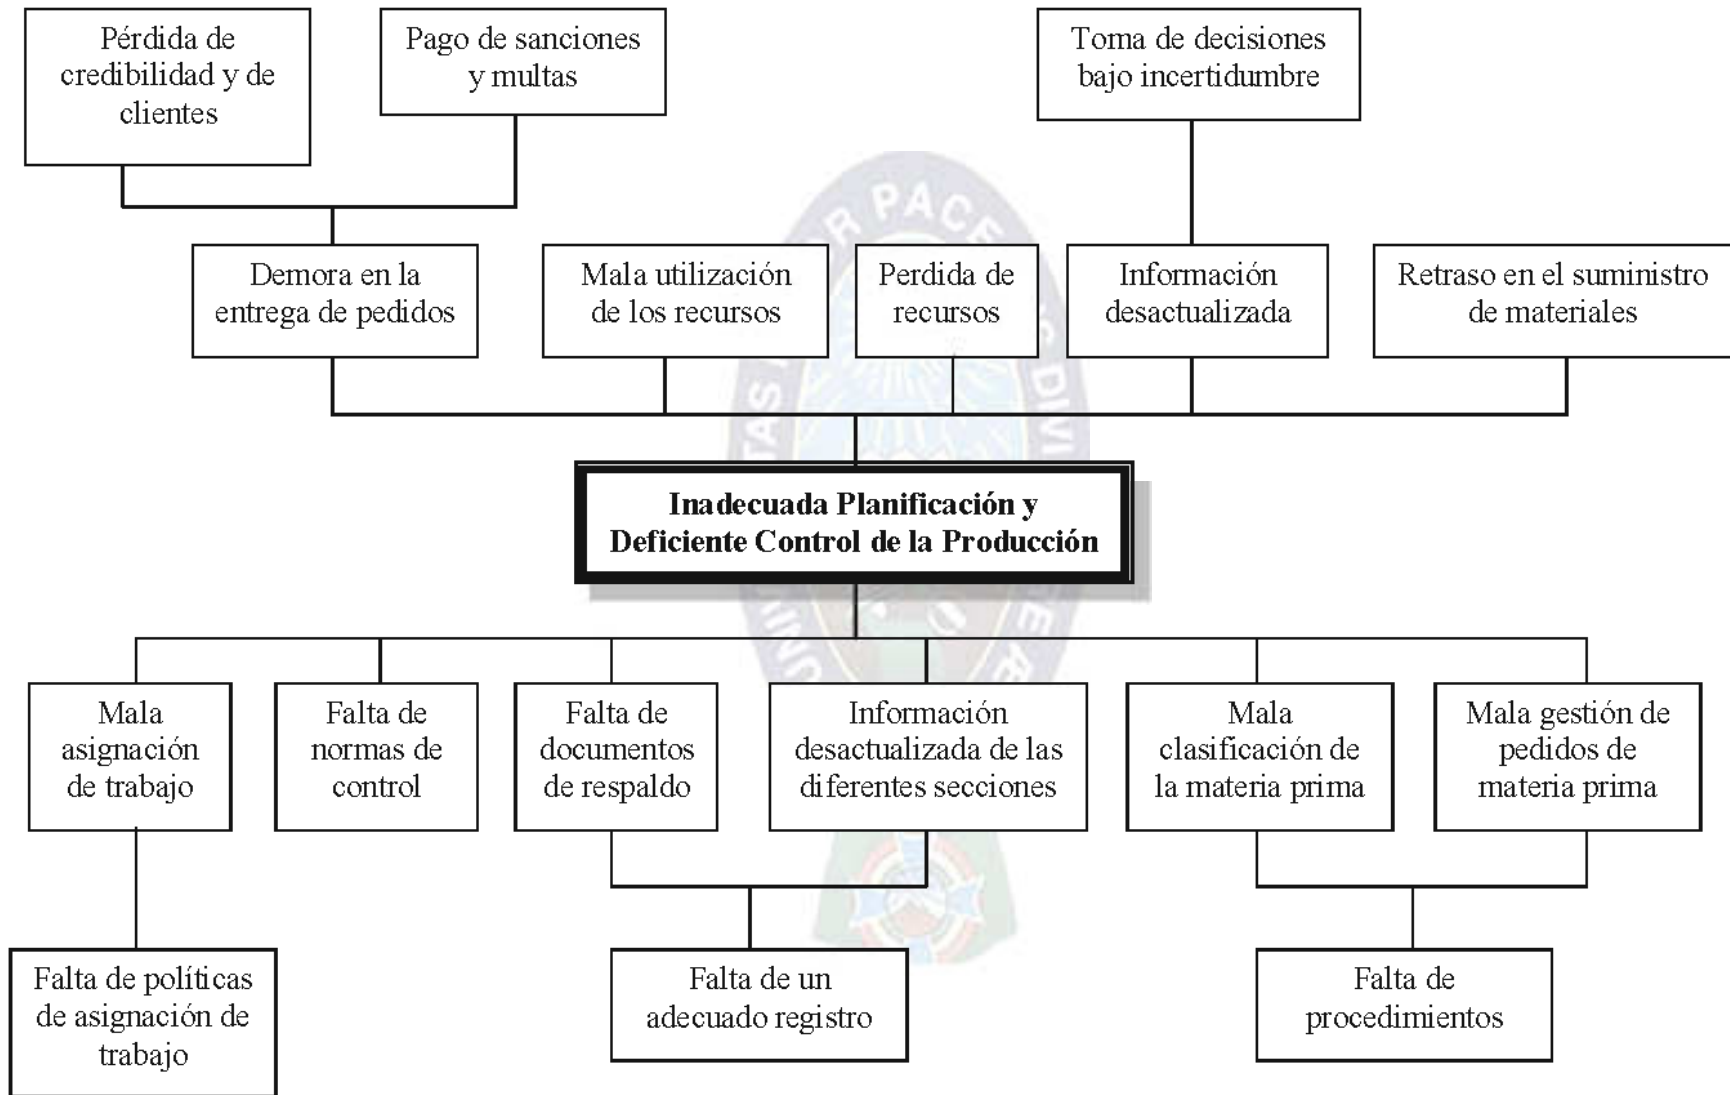 Pérdida de
credibilidad y de
clientes
Pago de sanciones
y multas
Toma de decisiones
bajo incertidumbre
Demora en la
entrega de pedidos
Mala utilización
de los recursos
Perdida de
recursos
Información
desactualizada
Retraso en el suministro
de materiales
Inadecuada Planificación y
Deficiente Control de la Producción
Mala
asignación
de trabajo
Falta de
normas de
control
Falta de
documentos
de respaldo
Información
desactualizada de las
diferentes secciones
Mala
clasificación de
la materia prima
Mala gestión de
pedidos de
materia prima
Falta de políticas
de asignación de
trabajo
Falta de un
adecuado registro
Falta de
procedimientos